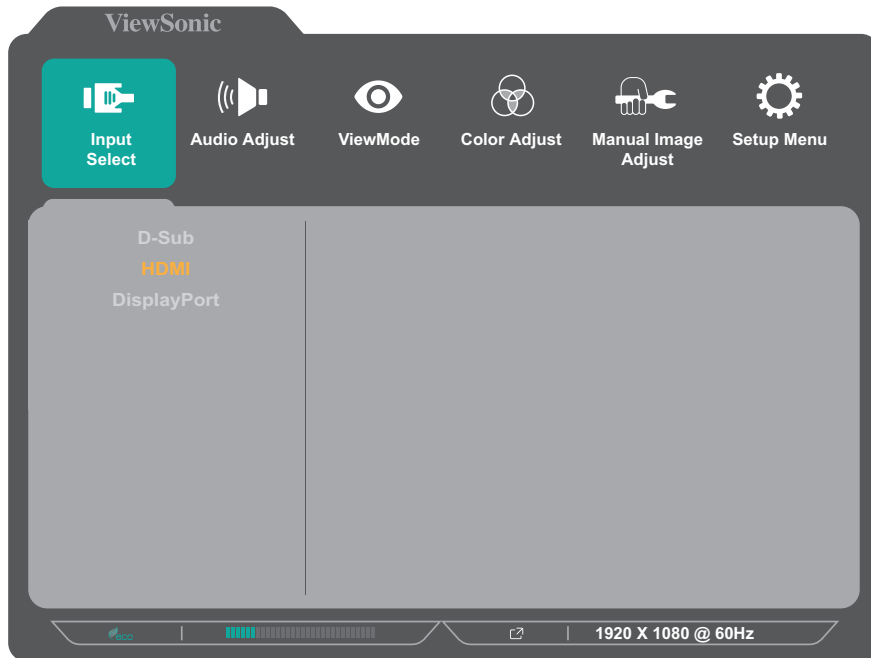 ViewSonic
Input
Select
Audio Adjust
ViewMode
Color Adjust
Manual Image
Adjust
Setup Menu
D-Sub
HDMI
DisplayPort
eco
1920 X 1080 @ 60Hz